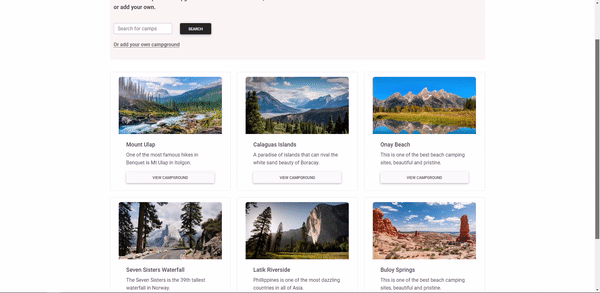 or add your own.
Search for camps
SEARCH
Or add your own campground
Mount Ulap
One of the most famous hikes in
Benguet is Mt Ulap in Itolgon.
VIEW CAMPGROUND
Calaguas Islands
A paradise of islands that can rival the
white sand beauty of Boracay.
VIEW CAMPGROUND
Onay Beach
This is one of the best beach camping
sites, beautiful and pristine.
VIEW CAMPGROUND
Seven Sisters Waterfall
The Seven Sisters is the 39th tallest
waterfall in Norway.
Latik Riverside
Phillippines is one of the most dazzling
countries in all of Asia.
Buloy Springs
This is one of the best beach camping
sites, beautiful and pristine.